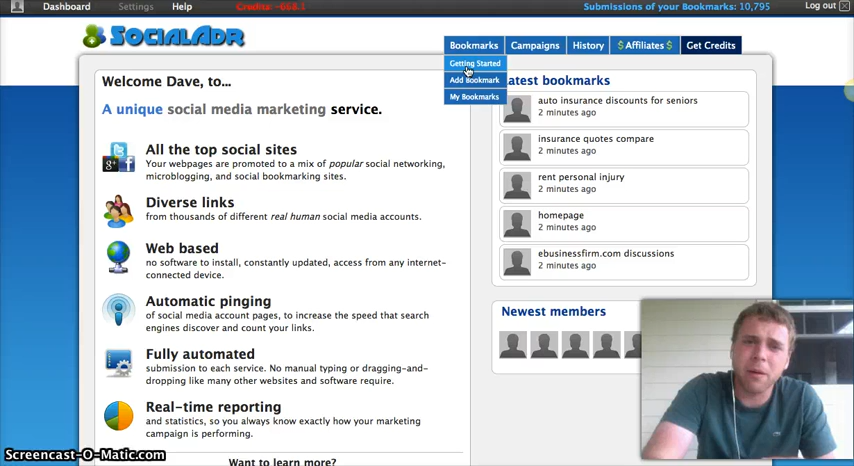 Dashboard Settings Help Credits: -668.1 Submissions of your Bookmarks: 10,795 Log out
SocialAdr
Bookmarks Campaigns History $ Affiliates $ Get Credits
Getting Started
Add Bookmark
My Bookmarks
Welcome Dave, to...
A unique social media marketing service.
All the top social sites
Your webpages are promoted to a mix of popular social networking,
microblogging, and social bookmarking sites.
Diverse links
from thousands of different real human social media accounts.
Web based
no software to install, constantly updated, access from any internet-
connected device.
Automatic pinging
of social media account pages, to increase the speed that search
engines discover and count your links.
Fully automated
submission to each service. No manual typing or dragging-and-
dropping like many other websites and software require.
Real-time reporting
and statistics, so you always know exactly how your marketing
campaign is performing.
Want to learn more?
Latest bookmarks
auto insurance discounts for seniors
2 minutes ago
insurance quotes compare
2 minutes ago
rent personal injury
2 minutes ago
homepage
2 minutes ago
ebusinessfirm.com discussions
2 minutes ago
Newest members
Screencast-O-Matic.com